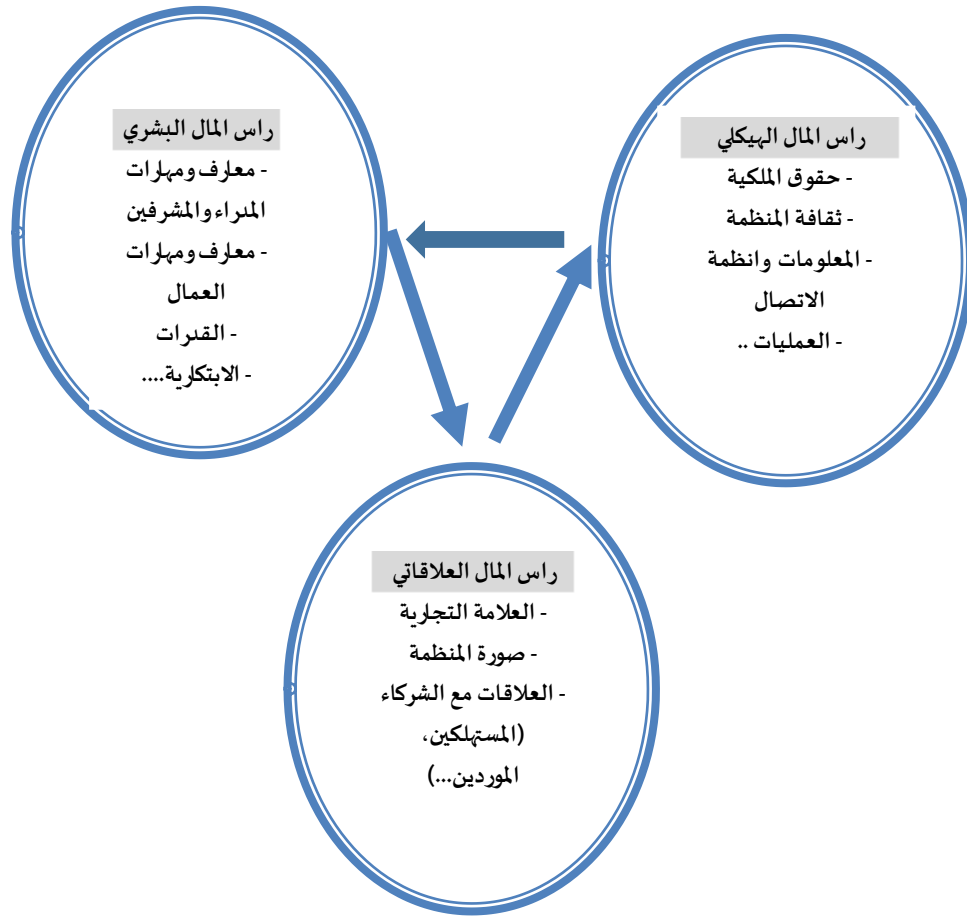 راس المال الهيكلي
- حقوق الملكية
- ثقافة المنظمة
- المعلومات وانظمة
الاتصال
- العمليات ..
راس المال البشري
- معارف ومهارات
المدراء والمشرفين
- معارف ومهارات
العمال
- القدرات
- الابتكارية....
راس المال العلاقاتي
- العلامة التجارية
- صورة المنظمة
- العلاقات مع الشركاء
(المستهلكين،
الموردين...)